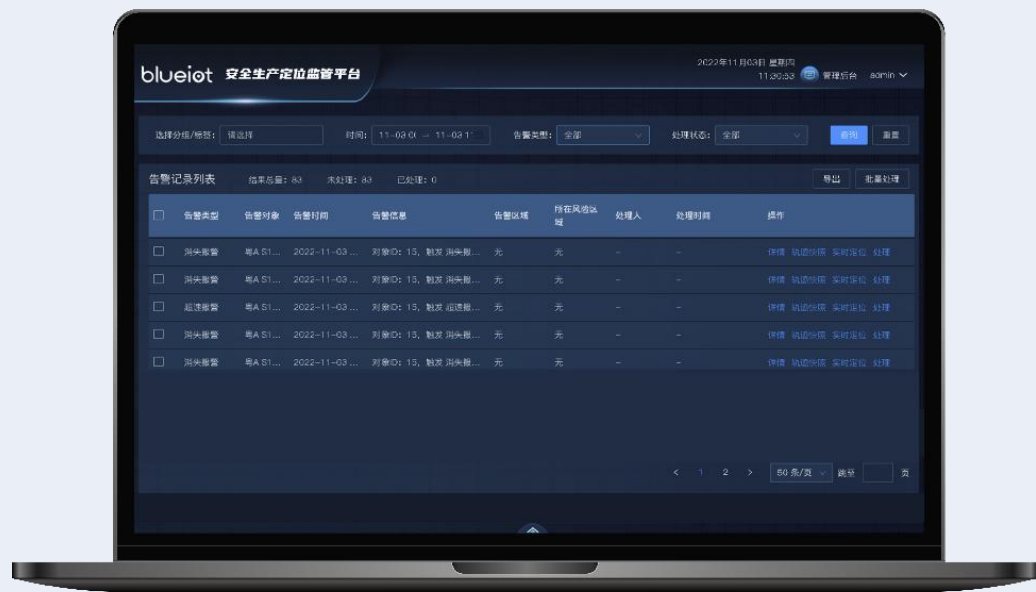 2022年11月03日 星期四
blueiot 安全生产定位监管平台
11:30:53 管理后台 admin
选择分组/标签: 请选择 时间: 11-03 0( → 11-03 1 告警类型: 全部 处理状态: 全部 查询 重置
告警记录列表 结果总量: 83 未处理: 83 已处理: 0 导出 批量处理
告警类型 告警对象 告警时间 告警信息 告警区域 所在风险区域 处理人 处理时间 操作
消失报警 粤A S1... 2022-11-03 ... 对象ID: 15, 触发 消失报... 无 无 - - 详情 轨迹快照 实时定位 处理
消失报警 粤A S1... 2022-11-03 ... 对象ID: 15, 触发 消失报... 无 无 - - 详情 轨迹快照 实时定位 处理
超速报警 粤A S1... 2022-11-03 ... 对象ID: 15, 触发 超速报... 无 无 - - 详情 轨迹快照 实时定位 处理
消失报警 粤A S1... 2022-11-03 ... 对象ID: 15, 触发 消失报... 无 无 - - 详情 轨迹快照 实时定位 处理
消失报警 粤A S1... 2022-11-03 ... 对象ID: 15, 触发 消失报... 无 无 - - 详情 轨迹快照 实时定位 处理
< 1 2 > 50 条/页 跳至 页